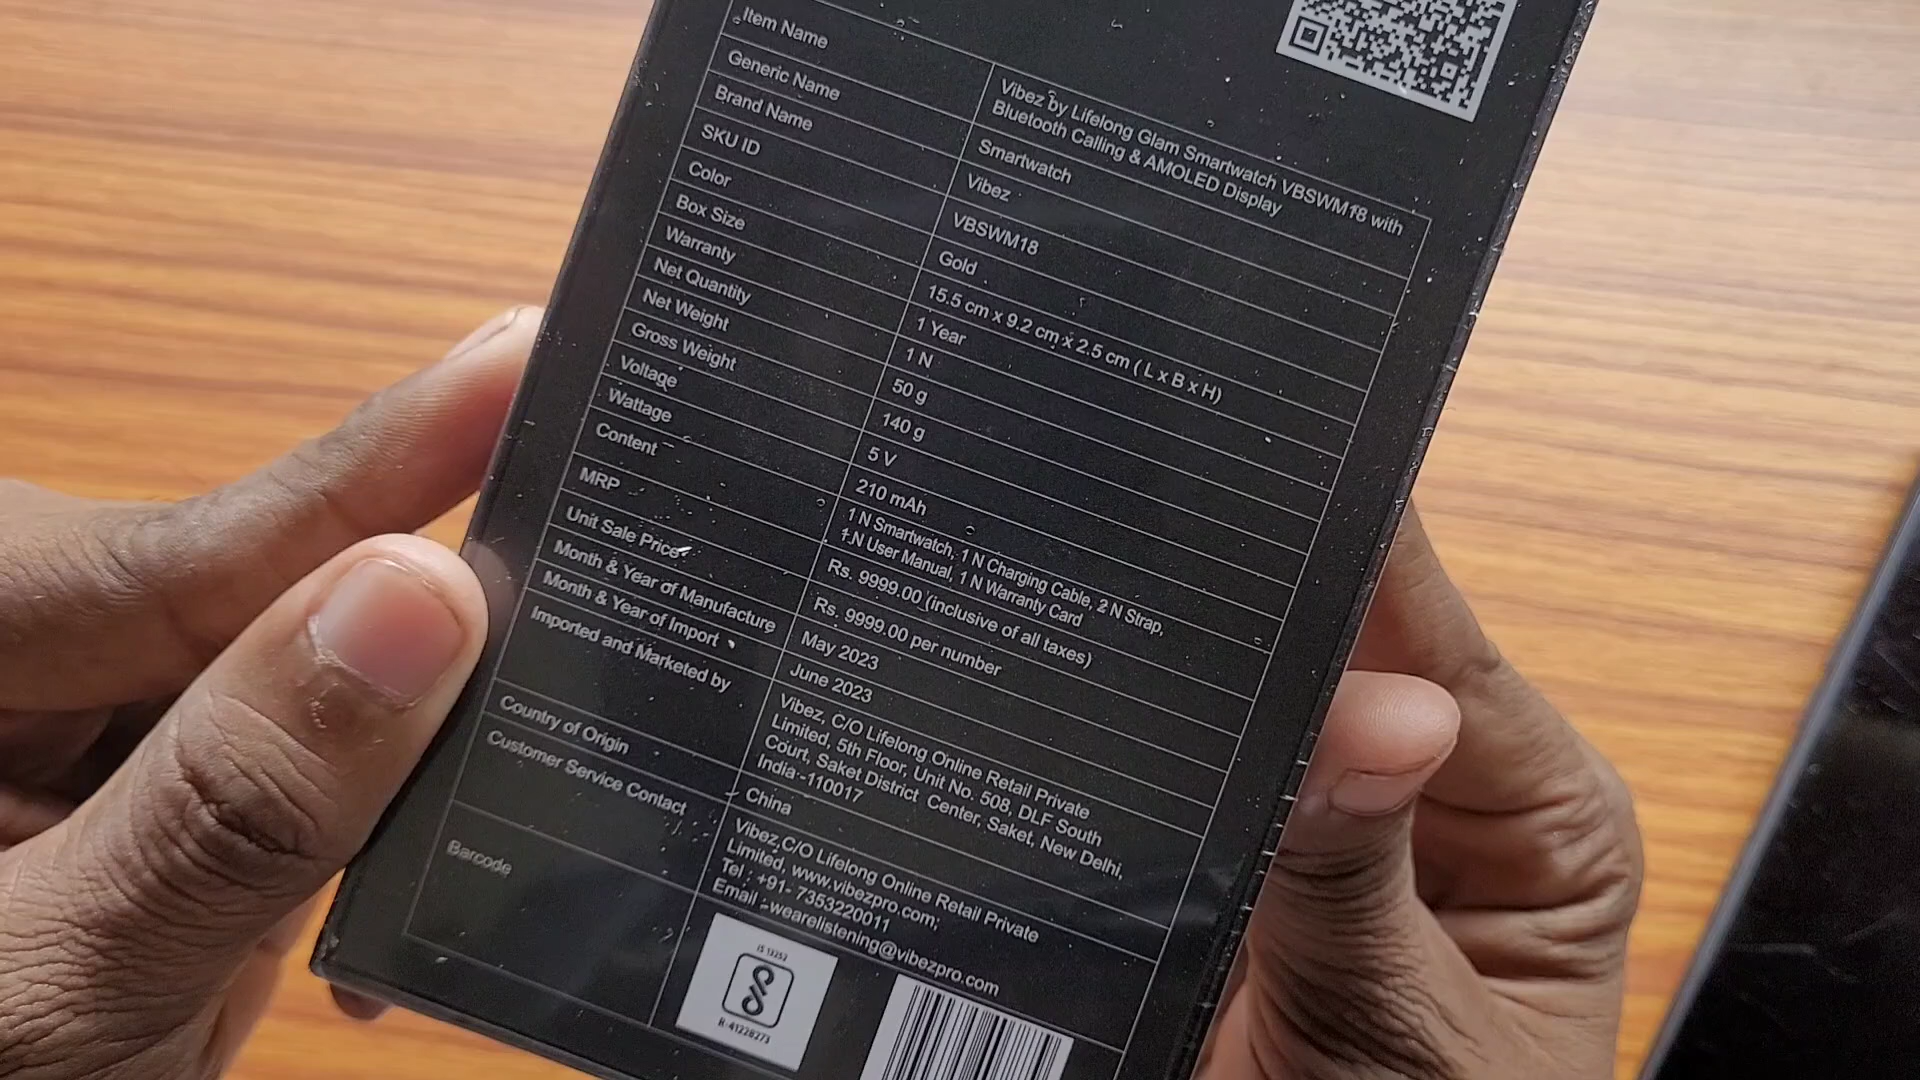 Item Name
Vibez by Lifelong Glam Smartwatch VBSWM18 with
Bluetooth Calling & AMOLED Display
Generic Name
Smartwatch
Brand Name
Vibez
SKU ID
VBSWM18
Color
Gold
Box Size
15.5 cm x 9.2 cm x 2.5 cm ( L x B x H)
Warranty
1 Year
Net Quantity
1 N
Net Weight
50 g
Gross Weight
140 g
Voltage
5 V
Wattage
210 mAh
Content
1 N Smartwatch, 1 N Charging Cable, 2 N Strap,
1 N User Manual, 1 N Warranty Card
MRP
Rs. 9999.00 (inclusive of all taxes)
Unit Sale Price
Rs. 9999.00 per number
Month & Year of Manufacture
May 2023
Month & Year of Import
June 2023
Imported and Marketed by
Vibez, C/O Lifelong Online Retail Private
Limited, 5th Floor, Unit No. 508, DLF South
Court, Saket District Center, Saket, New Delhi,
India -110017
Country of Origin
China
Customer Service Contact
Vibez,C/O Lifelong Online Retail Private
Limited, www.vibezpro.com,
Tel : +91- 7353220011
Email -wearelistening@vibezpro.com
Barcode
IS 13252
R-41228273